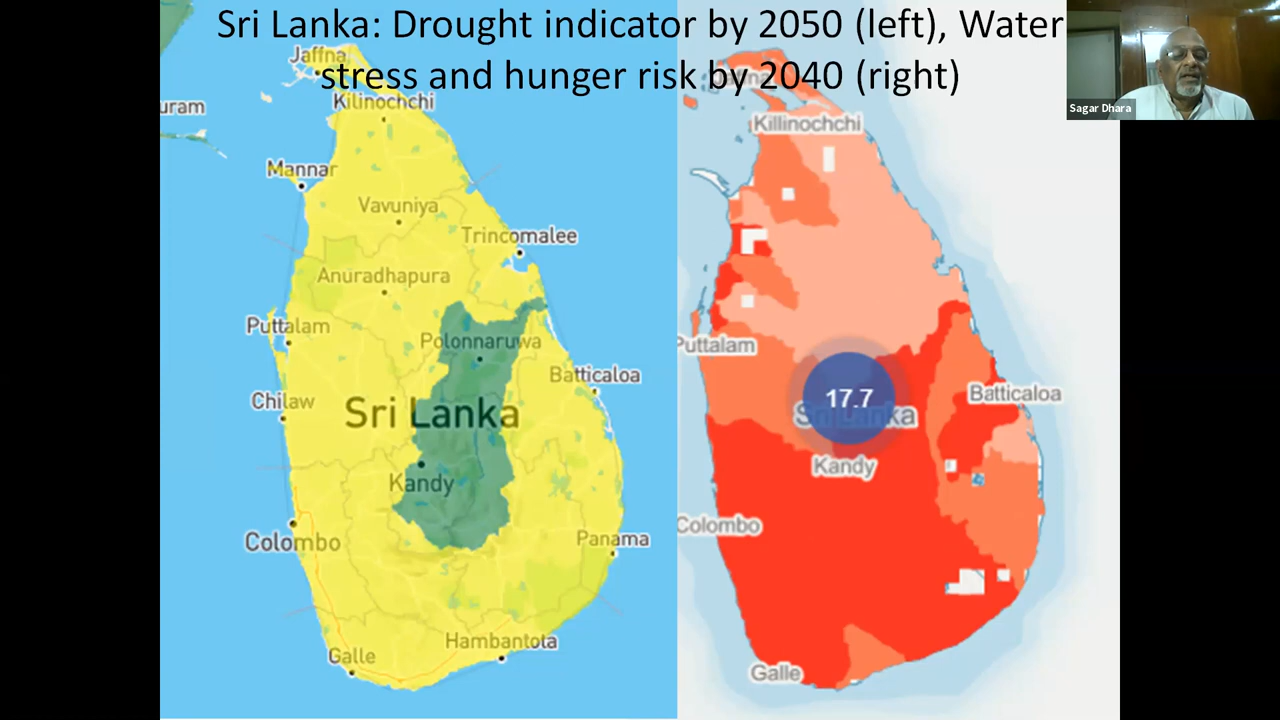 Sri Lanka: Drought indicator by 2050 (left), Water
stress and hunger risk by 2040 (right)
Sagar Dhara
Jaffna
Kilinochchi
uram
Mannar
Vavuniya
Trincomalee
Anuradhapura
Puttalam
Polonnaruwa
Batticaloa
Chilaw
Sri Lanka
Kandy
Colombo
Panama
Hambantota
Galle
Killinochchi
Puttalam
17.7
Sri Lanka
Batticaloa
Kandy
Colombo
Galle